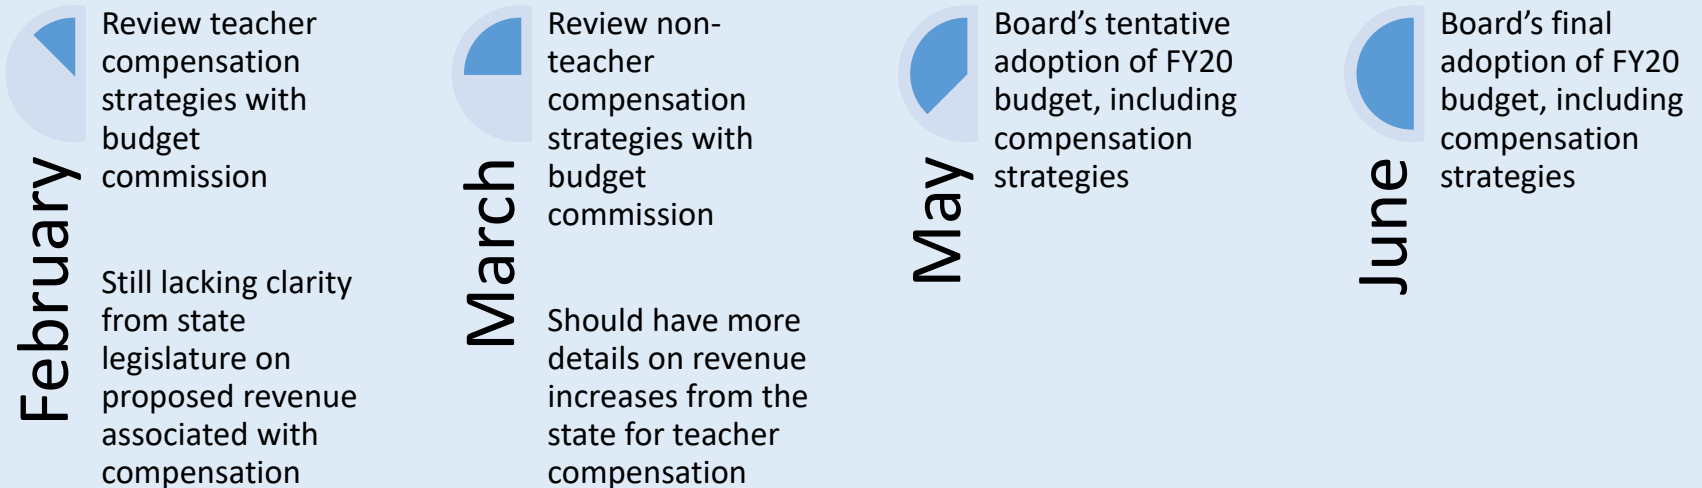 February
Review teacher
compensation
strategies with
budget
commission
Still lacking clarity
from state
legislature on
proposed revenue
associated with
compensation
March
Review non-
teacher
compensation
strategies with
budget
commission
Should have more
details on revenue
increases from the
state for teacher
compensation
May
Board’s tentative
adoption of FY20
budget, including
compensation
strategies
June
Board’s final
adoption of FY20
budget, including
compensation
strategies